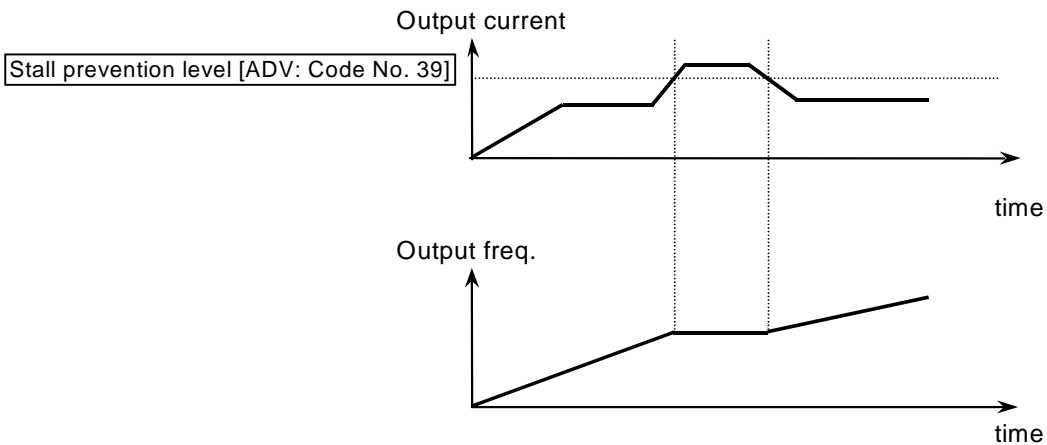 Output current
Stall prevention level [ADV: Code No. 39]
time
Output freq.
time